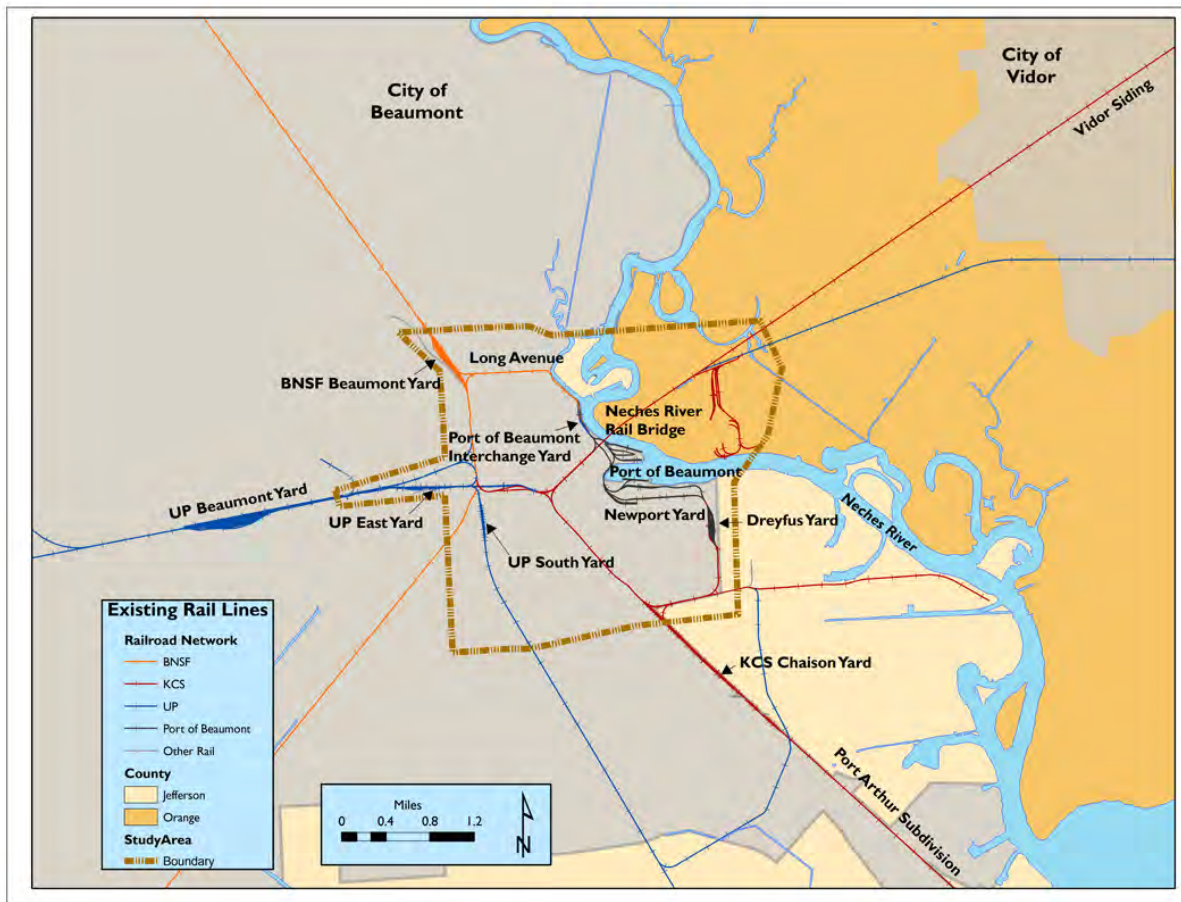 City of
Beaumont
City of
Vidor
Vidor Siding
Long Avenue
BNSF Beaumont Yard
Neches River
Rail Bridge
Port of Beaumont
Interchange Yard
Port of Beaumont
UP Beaumont Yard
UP East Yard
Newport Yard
Dreyfus Yard
Neches River
UP South Yard
KCS Chaison Yard
Port Arthur Subdivision
Existing Rail Lines
Railroad Network
BNSF
KCS
UP
Port of Beaumont
Other Rail
County
Jefferson
Orange
StudyArea
Boundary
Miles
0 0.4 0.8 1.2
N